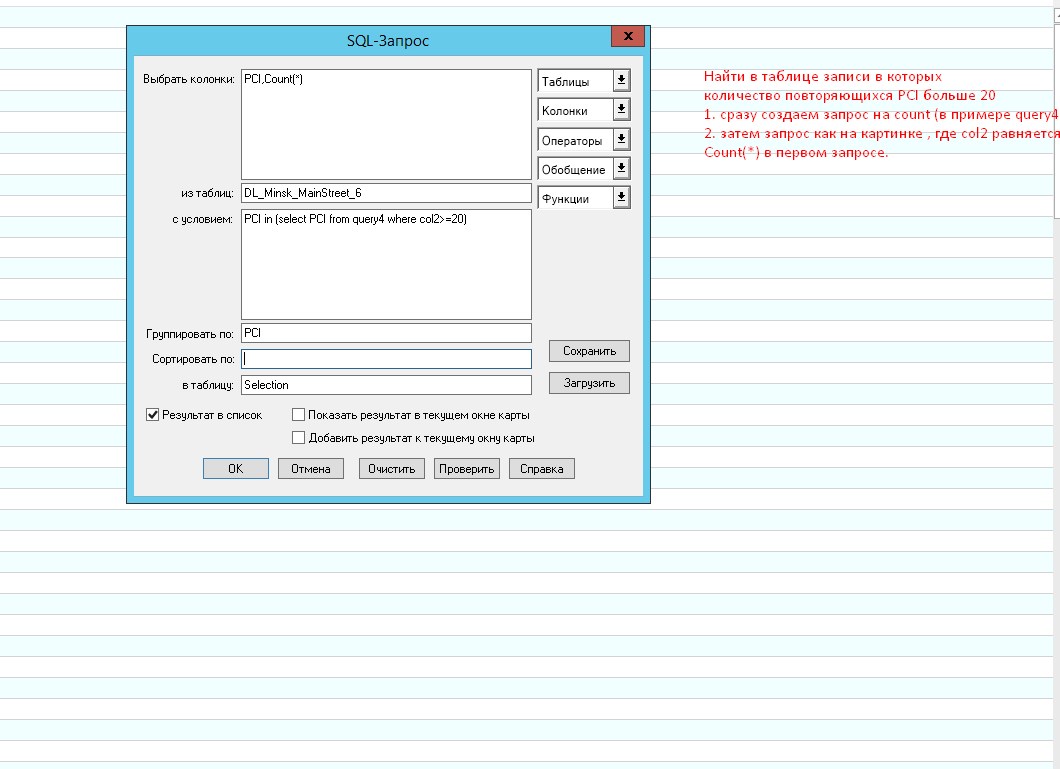 SQL-Запрос
x
Выбрать колонки:
PCI,Count(*)
Таблицы
Колонки
Операторы
Обобщение
Функции
из таблиц:
DL_Minsk_MainStreet_6
с условием:
PCI in (select PCI from query4 where col2>=20)
Группировать по:
PCI
Сортировать по:
в таблицу:
Selection
Сохранить
Загрузить
Результат в список
Показать результат в текущем окне карты
Добавить результат к текущему окну карты
ОК
Отмена
Очистить
Проверить
Справка
Найти в таблице записи в которых
количество повторяющихся PCI больше 20
1. сразу создаем запрос на count (в примере query4
2. затем запрос как на картинке , где col2 равняется
Count(*) в первом запросе.